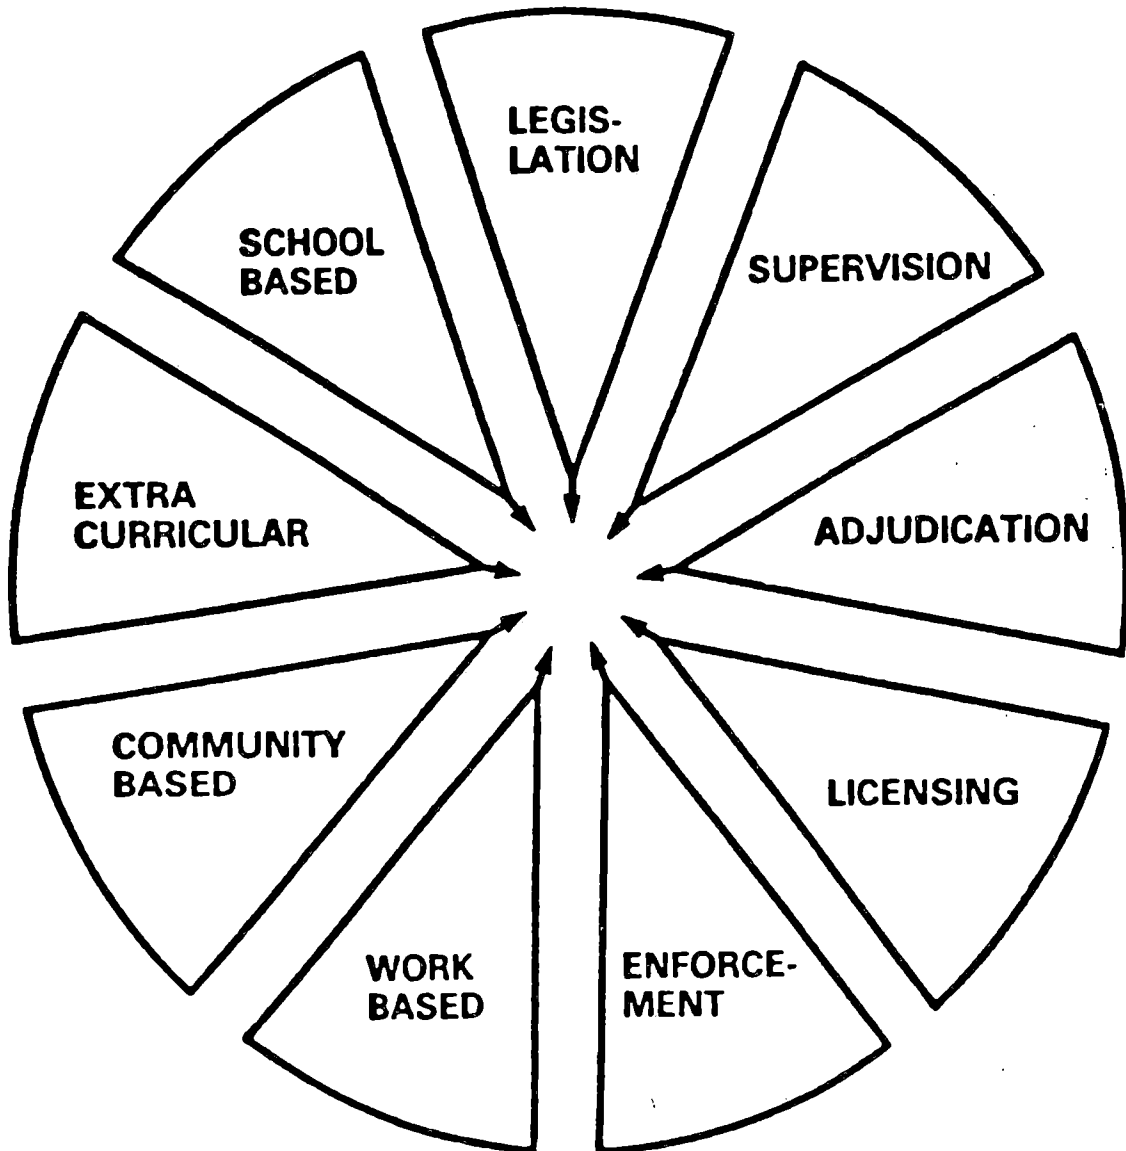 LEGIS-
LATION
SUPERVISION
ADJUDICATION
LICENSING
ENFORCE-
MENT
WORK
BASED
COMMUNITY
BASED
EXTRA
CURRICULAR
SCHOOL
BASED